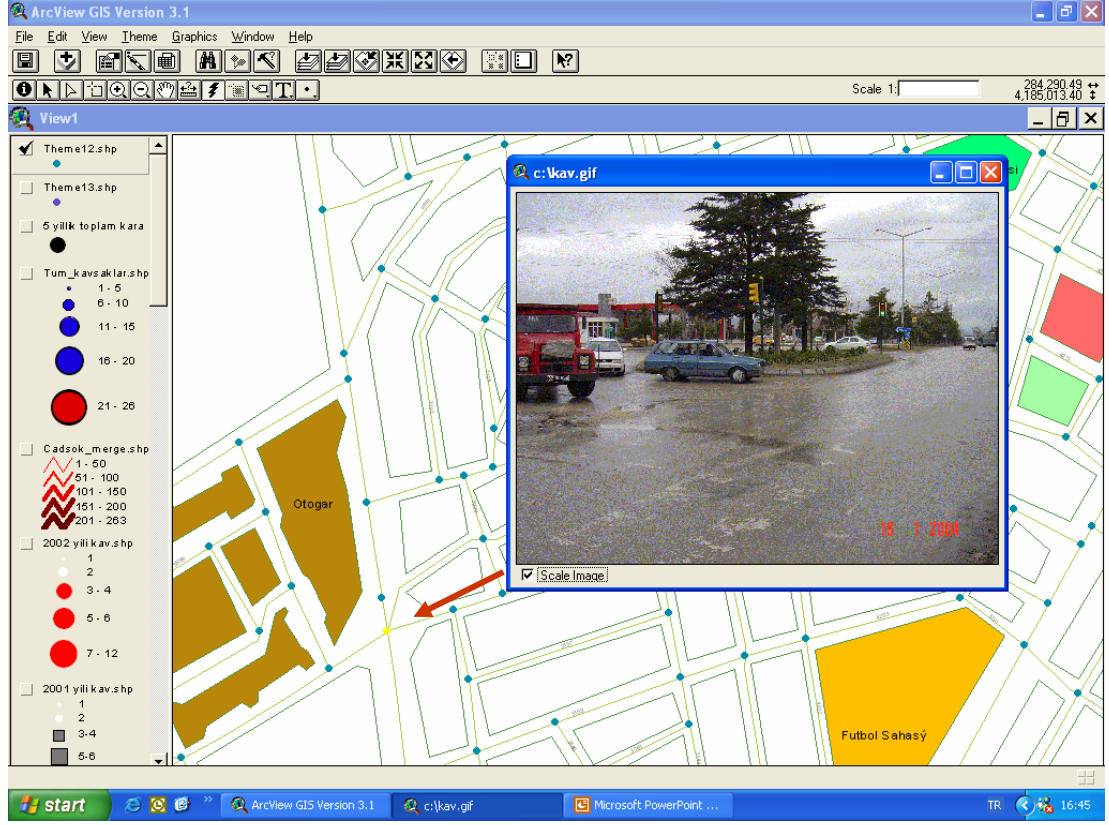 ArcView GIS Version 3.1
File Edit View Theme Graphics Window Help
Scale 1:
284,290.49
4,185,013.40
View1
Theme12.shp
Theme13.shp
5 yillik toplam kara
Tum_kavsaklar.shp
1 - 5
6 - 10
11 - 15
16 - 20
21 - 26
Cadsok_merge.shp
1 - 50
51 - 100
101 - 150
151 - 200
201 - 263
2002 yili kav.shp
1
2
3 - 4
5 - 6
7 - 12
2001 yili kav.shp
1
2
3-4
5-6
c:\kav.gif
Scale Image
Otogar
Futbol Sahasý
si
start
ArcView GIS Version 3.1
c:\kav.gif
Microsoft PowerPoint ...
TR
16:45